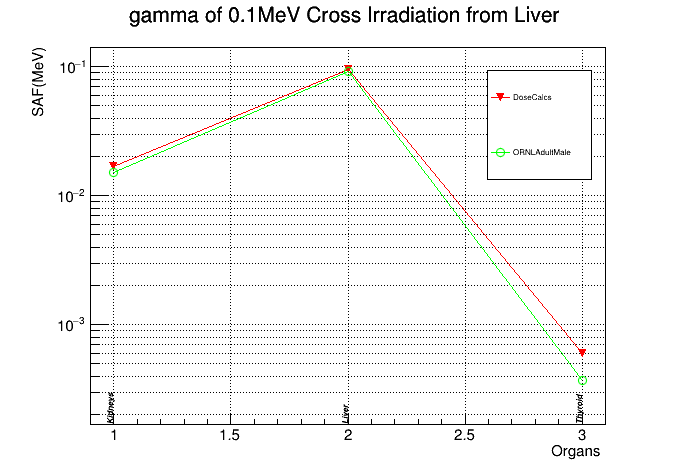 gamma of 0.1MeV Cross Irradiation from Liver
SAF(MeV)
10⁻¹
10⁻²
10⁻³
DoseCalcs
ORNLAdultMale
Kidneys
Liver
Thyroid
1
1.5
2
2.5
3
Organs